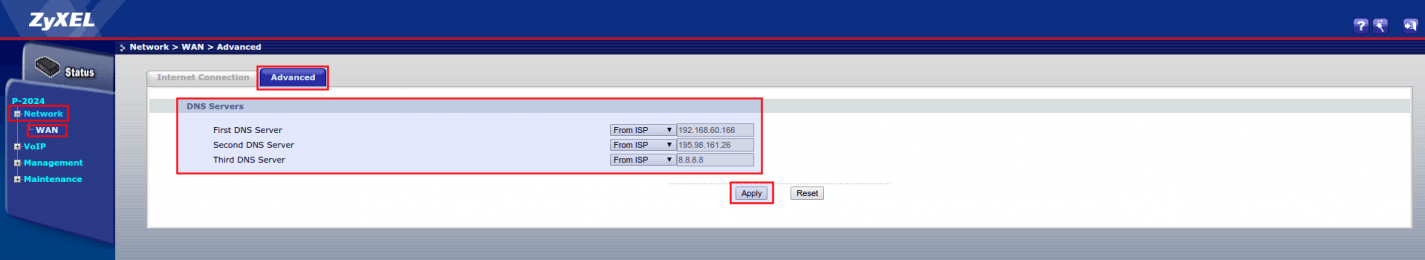 ZyXEL
?
Network > WAN > Advanced
Status
Internet Connection Advanced
P-2024
Network
WAN
VoIP
Management
Maintenance
DNS Servers
First DNS Server From ISP 192.168.60.166
Second DNS Server From ISP 195.98.161.26
Third DNS Server From ISP 8.8.8.8
Apply Reset